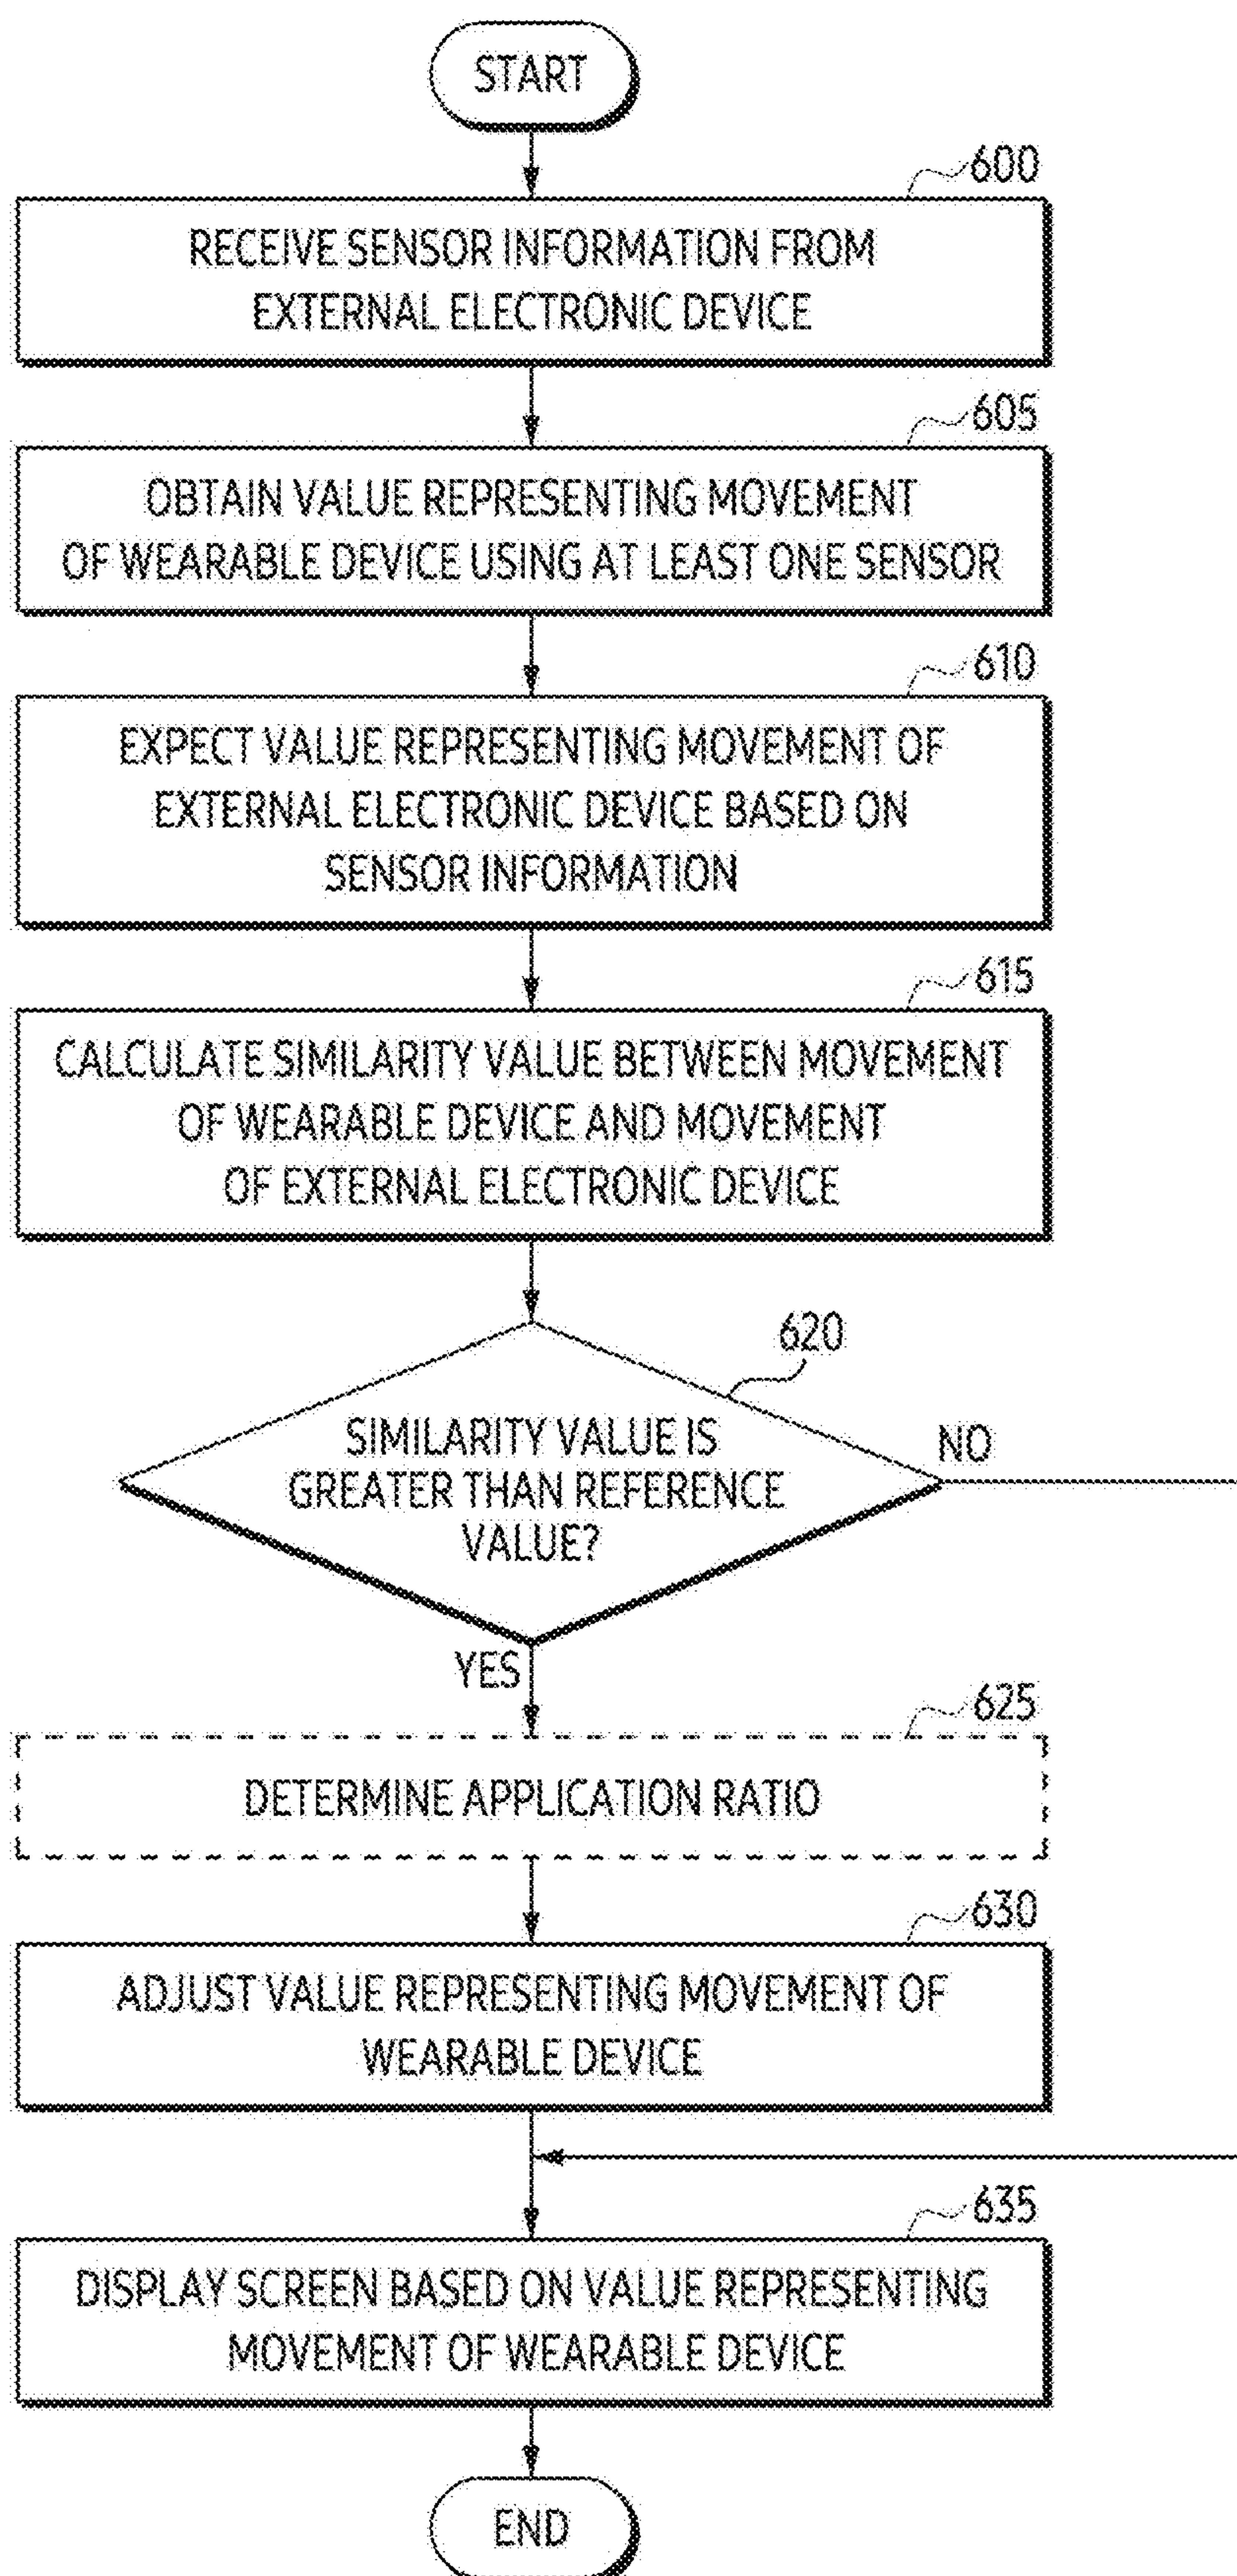 START
600
RECEIVE SENSOR INFORMATION FROM
EXTERNAL ELECTRONIC DEVICE
605
OBTAIN VALUE REPRESENTING MOVEMENT
OF WEARABLE DEVICE USING AT LEAST ONE SENSOR
610
EXPECT VALUE REPRESENTING MOVEMENT OF
EXTERNAL ELECTRONIC DEVICE BASED ON
SENSOR INFORMATION
615
CALCULATE SIMILARITY VALUE BETWEEN MOVEMENT
OF WEARABLE DEVICE AND MOVEMENT
OF EXTERNAL ELECTRONIC DEVICE
620
SIMILARITY VALUE IS
GREATER THAN REFERENCE
VALUE?
NO
YES
625
DETERMINE APPLICATION RATIO
630
ADJUST VALUE REPRESENTING MOVEMENT OF
WEARABLE DEVICE
635
DISPLAY SCREEN BASED ON VALUE REPRESENTING
MOVEMENT OF WEARABLE DEVICE
END